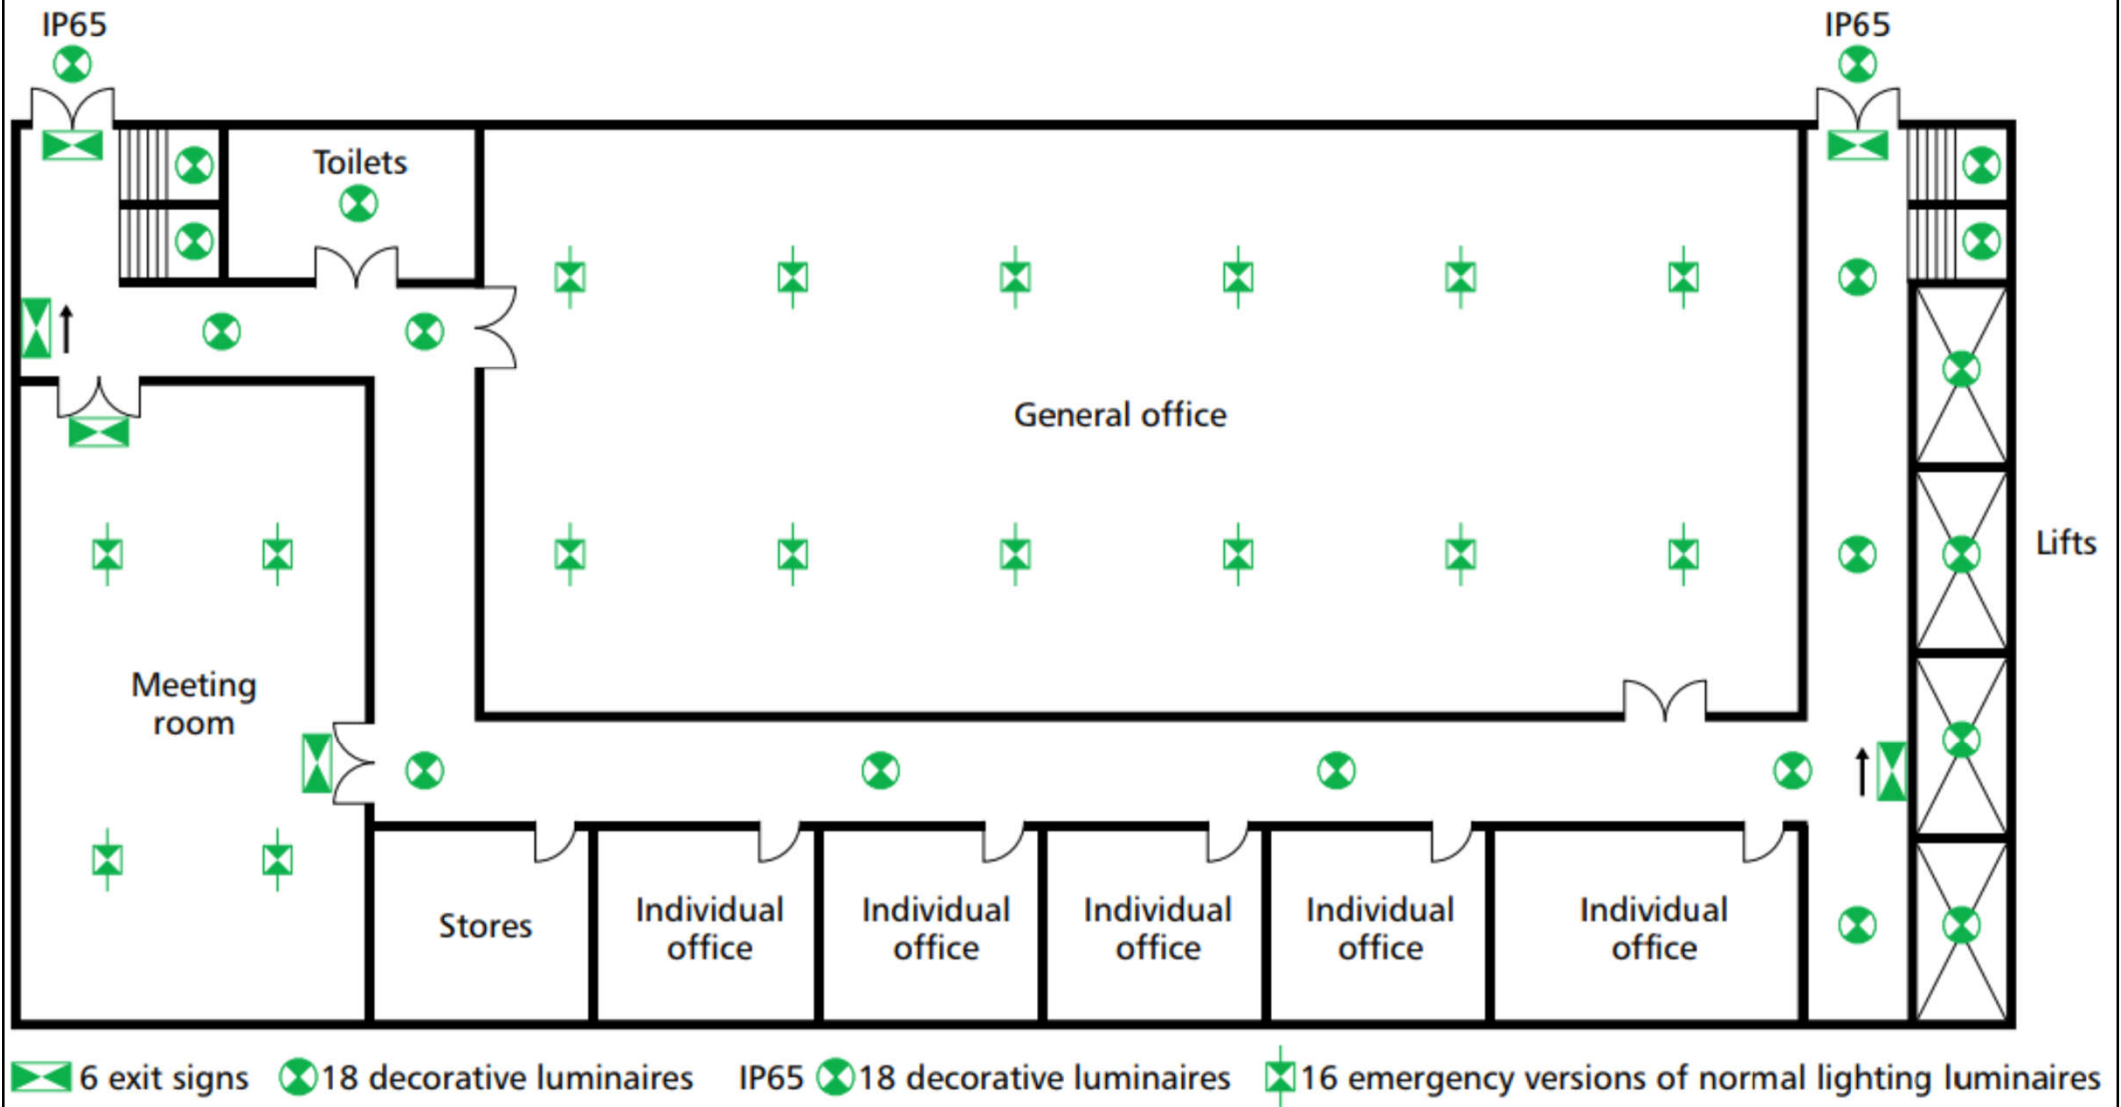 IP65
IP65
Toilets
General office
Lifts
Meeting
room
Stores
Individual
office
Individual
office
Individual
office
Individual
office
Individual
office
6 exit signs
18 decorative luminaires
IP65
18 decorative luminaires
16 emergency versions of normal lighting luminaires